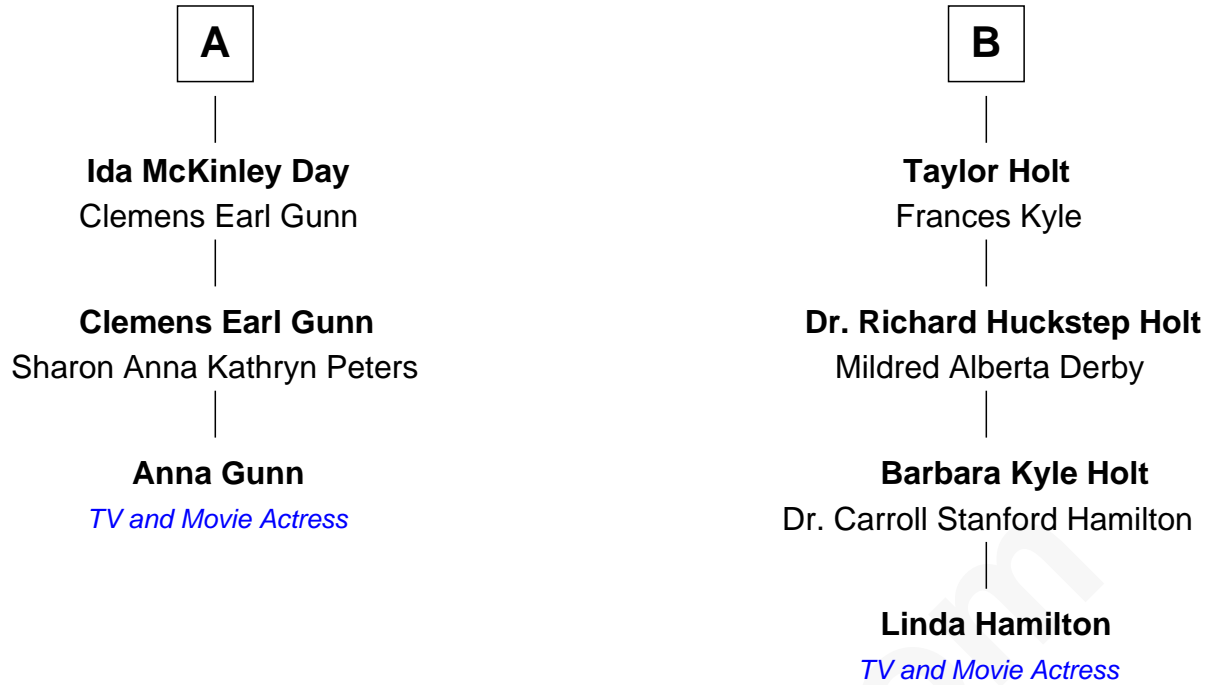 A
Ida McKinley Day
Clemens Earl Gunn
Clemens Earl Gunn
Sharon Anna Kathryn Peters
Anna Gunn
TV and Movie Actress
B
Taylor Holt
Frances Kyle
Dr. Richard Huckstep Holt
Mildred Alberta Derby
Barbara Kyle Holt
Dr. Carroll Stanford Hamilton
Linda Hamilton
TV and Movie Actress